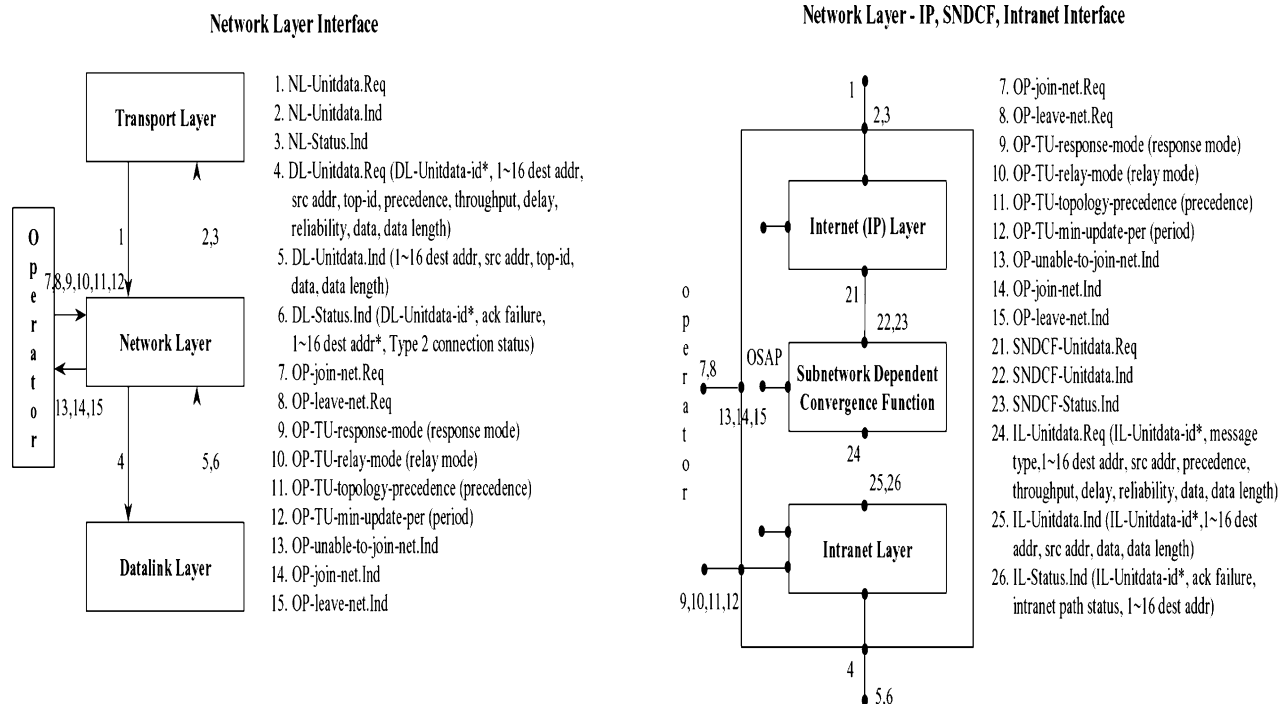 Network Layer Interface
Transport Layer
1
2,3
O
p
e
r
a
t
o
r
7,8,9,10,11,12
Network Layer
13,14,15
4
5,6
Datalink Layer
1. NL-Unitdata.Req
2. NL-Unitdata.Ind
3. NL-Status.Ind
4. DL-Unitdata.Req (DL-Unitdata-id*, 1~16 dest addr,
src addr, top-id, precedence, throughput, delay,
reliability, data, data length)
5. DL-Unitdata.Ind (1~16 dest addr, src addr, top-id,
data, data length)
6. DL-Status.Ind (DL-Unitdata-id*, ack failure,
1~16 dest addr*, Type 2 connection status)
7. OP-join-net.Req
8. OP-leave-net.Req
9. OP-TU-response-mode (response mode)
10. OP-TU-relay-mode (relay mode)
11. OP-TU-topology-precedence (precedence)
12. OP-TU-min-update-per (period)
13. OP-unable-to-join-net.Ind
14. OP-join-net.Ind
15. OP-leave-net.Ind
Network Layer - IP, SNDCF, Intranet Interface
1
2,3
Internet (IP) Layer
21
22,23
o
p
e
r
a
t
o
r
OSAP
7,8
13,14,15
Subnetwork Dependent
Convergence Function
24
25,26
Intranet Layer
9,10,11,12
4
5,6
7. OP-join-net.Req
8. OP-leave-net.Req
9. OP-TU-response-mode (response mode)
10. OP-TU-relay-mode (relay mode)
11. OP-TU-topology-precedence (precedence)
12. OP-TU-min-update-per (period)
13. OP-unable-to-join-net.Ind
14. OP-join-net.Ind
15. OP-leave-net.Ind
21. SNDCF-Unitdata.Req
22. SNDCF-Unitdata.Ind
23. SNDCF-Status.Ind
24. IL-Unitdata.Req (IL-Unitdata-id*, message
type,1~16 dest addr, src addr, precedence,
throughput, delay, reliability, data, data length)
25. IL-Unitdata.Ind (IL-Unitdata-id*,1~16 dest
addr, src addr, data, data length)
26. IL-Status.Ind (IL-Unitdata-id*, ack failure,
intranet path status, 1~16 dest addr)